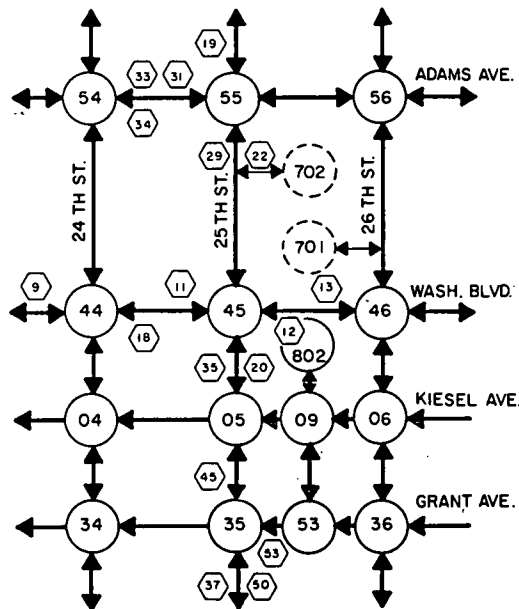 19
33 31
54 55 56 ADAMS AVE.
34
29 22 702
24 TH ST. 25 TH ST. 26 TH ST.
701
9 11 13
44 45 46 WASH. BLVD.
18 12
802
35 20
KIESEL AVE.
04 05 09 06
45
GRANT AVE.
34 35 53 36
53
37 50